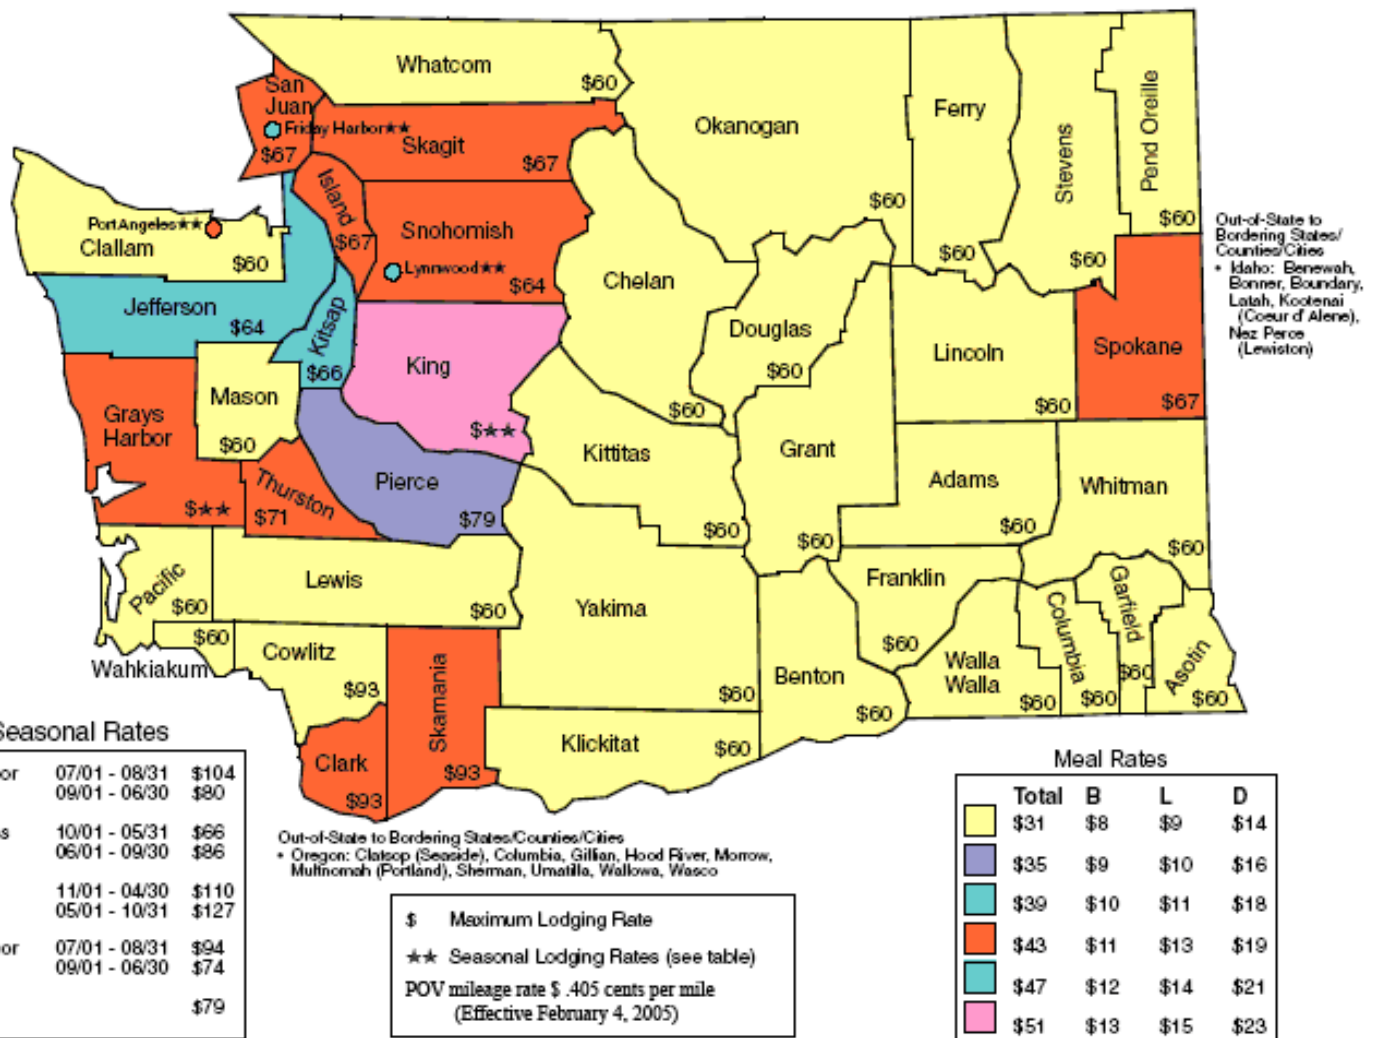 Whatcom
$60
San
Juan
Friday Harbor★★
$67
Skagit
$67
Okanogan
$60
Ferry
$60
Stevens
$60
Pend Oreille
$60
Island
$67
Port Angeles★★
Clallam
$60
Snohomish
Lynnwood★★
$64
Chelan
$60
Out-of-State to
Bordering States/
Counties/Cities
• Idaho: Benewah,
Bonner, Boundary,
Latah, Kootenai
(Coeur d' Alene),
Nez Perce
(Lewiston)
Jefferson
$64
Kitsap
$66
King
$★★
Douglas
$60
Lincoln
$60
Spokane
$67
Mason
$60
Grays
Harbor
$★★
Thurston
$71
Pierce
$79
Kittitas
$60
Grant
$60
Adams
$60
Whitman
$60
Pacific
$60
Lewis
$60
Yakima
$60
Franklin
$60
Columbia
$60
Garfield
$60
Asotin
$60
Wahkiakum
$60
Cowlitz
$93
Skamania
$93
Benton
$60
Walla
Walla
$60
Clark
$93
Klickitat
$60
Seasonal Rates
or 07/01 - 08/31 $104
09/01 - 06/30 $80
s 10/01 - 05/31 $66
06/01 - 09/30 $86
11/01 - 04/30 $110
05/01 - 10/31 $127
or 07/01 - 08/31 $94
09/01 - 06/30 $74
$79
Out-of-State to Bordering States/Counties/Cities
• Oregon: Clatsop (Seaside), Columbia, Gillian, Hood River, Morrow,
Multnomah (Portland), Sherman, Umatilla, Wallowa, Wasco
$ Maximum Lodging Rate
★★ Seasonal Lodging Rates (see table)
POV mileage rate $ .405 cents per mile
(Effective February 4, 2005)
Meal Rates
Total B L D
$31 $8 $9 $14
$35 $9 $10 $16
$39 $10 $11 $18
$43 $11 $13 $19
$47 $12 $14 $21
$51 $13 $15 $23